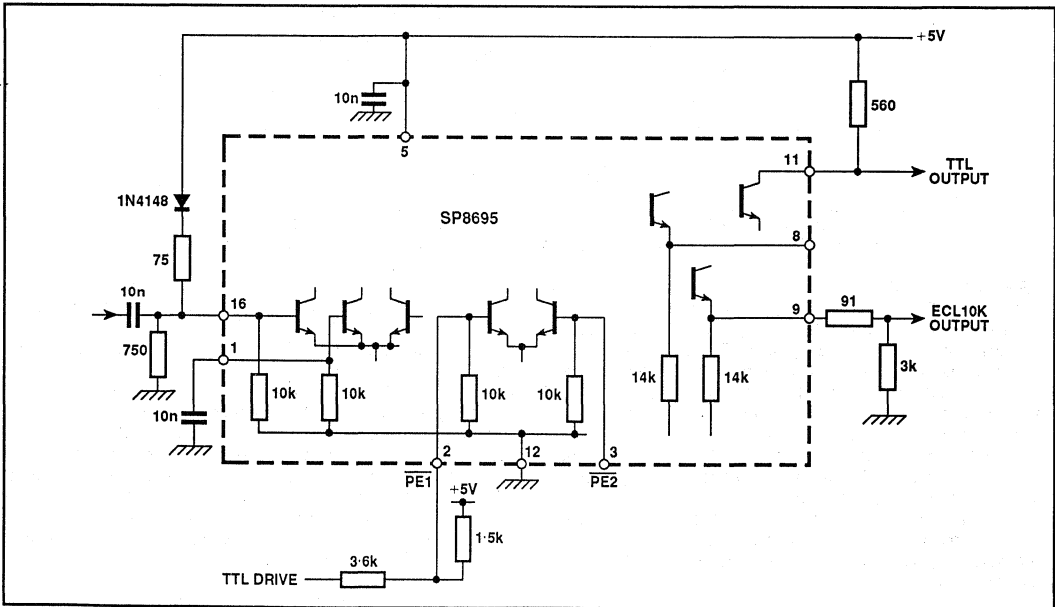 +5V
10n
5
560
11
TTL
OUTPUT
1N4148
SP8695
75
8
10n
16
9
91
ECL10K
OUTPUT
750
1
10k
10k
10k
10k
14k
14k
3k
10n
2
12
3
PE1
PE2
+5V
1·5k
3·6k
TTL DRIVE